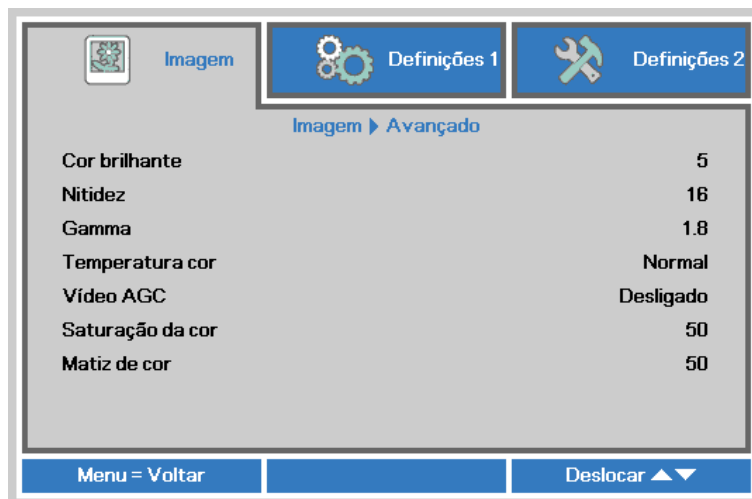 Imagem
Definições 1
Definições 2
Imagem ▶ Avançado
Cor brilhante 5
Nitidez 16
Gamma 1.8
Temperatura cor Normal
Vídeo AGC Desligado
Saturação da cor 50
Matiz de cor 50
Menu = Voltar
Deslocar ▲▼